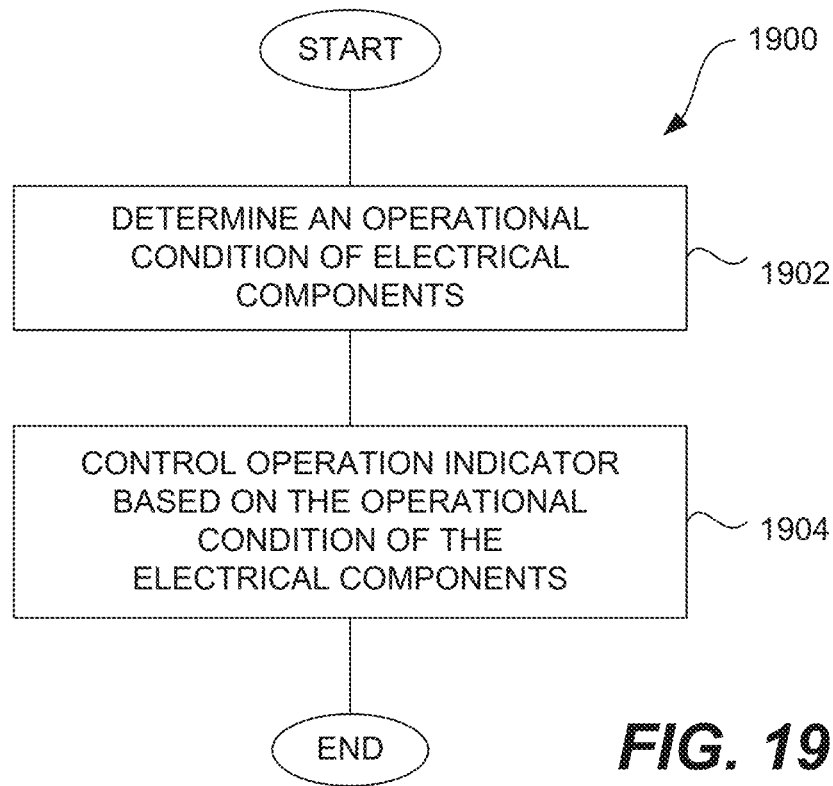 START
1900
DETERMINE AN OPERATIONAL
CONDITION OF ELECTRICAL
COMPONENTS
1902
CONTROL OPERATION INDICATOR
BASED ON THE OPERATIONAL
CONDITION OF THE
ELECTRICAL COMPONENTS
1904
END
FIG. 19